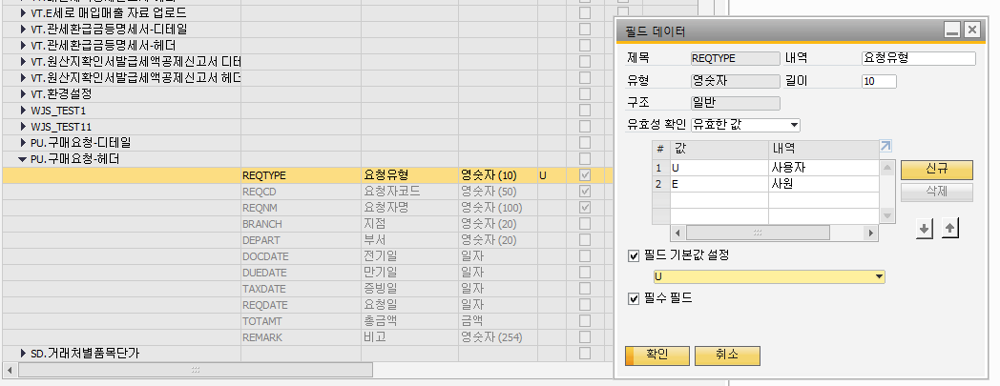 VT.E세로 매입매출 자료 업로드
VT.관세환급금등명세서-디테일
VT.관세환급금등명세서-헤더
VT.원산지확인서발급세액공제신고서 디테
VT.원산지확인서발급세액공제신고서 헤더
VT.환경설정
WJS_TEST1
WJS_TEST11
PU.구매요청-디테일
PU.구매요청-헤더
REQTYPE 요청유형 영숫자 (10) U
REQCD 요청자코드 영숫자 (50)
REQNM 요청자명 영숫자 (100)
BRANCH 지점 영숫자 (20)
DEPART 부서 영숫자 (20)
DOCDATE 전기일 일자
DUEDATE 만기일 일자
TAXDATE 증빙일 일자
REQDATE 요청일 일자
TOTAMT 총금액 금액
REMARK 비고 영숫자 (254)
SD.거래처별품목단가
필드 데이터
제목 REQTYPE 내역 요청유형
유형 영숫자 길이 10
구조 일반
유효성 확인 유효한 값
# 값 내역
1 U 사용자
2 E 사원
신규
삭제
필드 기본값 설정
U
필수 필드
확인 취소